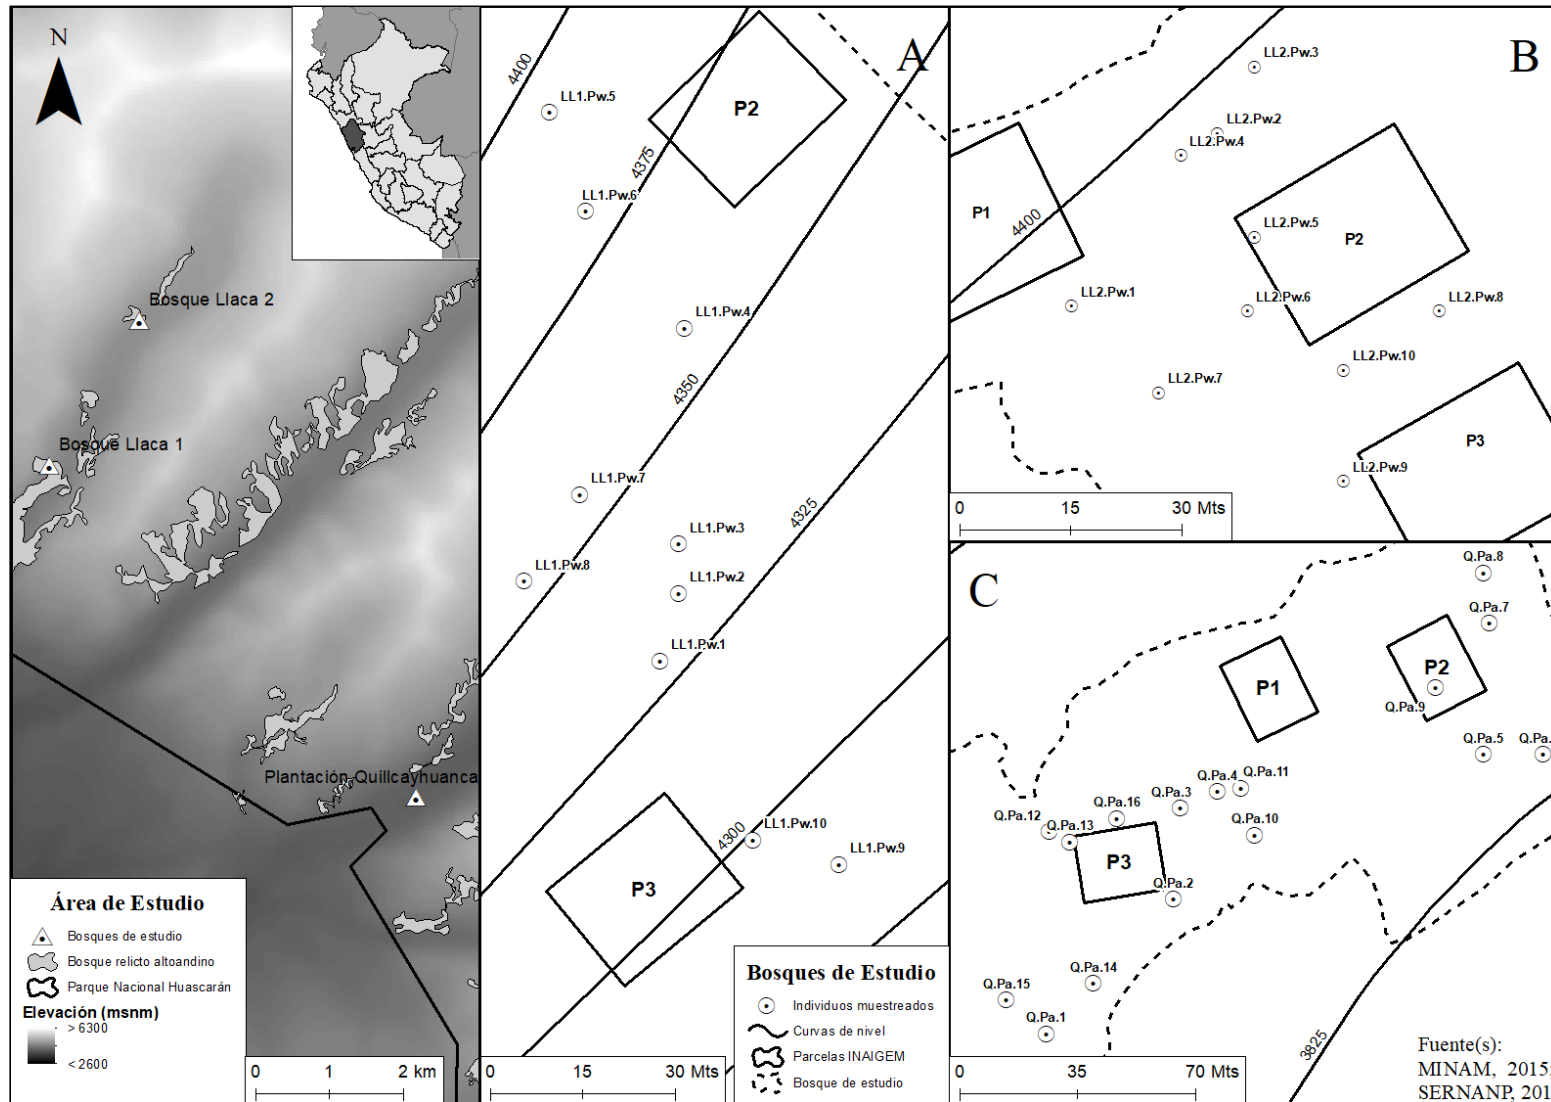 N
Bosque Llaca 2
Bosque Llaca 1
Plantación Quillcayhuanca
Área de Estudio
Bosques de estudio
Bosque relicto altoandino
Parque Nacional Huascarán
Elevación (msnm)
> 6300
< 2600
0 1 2 km
A
4400
LL1.Pw.5
P2
4375
LL1.Pw.6
LL1.Pw.4
4350
LL1.Pw.7
4325
LL1.Pw.3
LL1.Pw.8
LL1.Pw.2
LL1.Pw.1
4300
LL1.Pw.10
LL1.Pw.9
P3
0 15 30 Mts
Bosques de Estudio
Individuos muestreados
Curvas de nivel
Parcelas INAIGEM
Bosque de estudio
B
LL2.Pw.3
LL2.Pw.2
LL2.Pw.4
P1
4400
LL2.Pw.5
P2
LL2.Pw.1
LL2.Pw.6
LL2.Pw.8
LL2.Pw.10
LL2.Pw.7
P3
LL2.Pw.9
0 15 30 Mts
C
Q.Pa.8
Q.Pa.7
P2
P1
Q.Pa.9
Q.Pa.5
Q.Pa.
Q.Pa.4
Q.Pa.11
Q.Pa.3
Q.Pa.16
Q.Pa.12
Q.Pa.13
Q.Pa.10
P3
Q.Pa.2
Q.Pa.14
Q.Pa.15
Q.Pa.1
3825
0 35 70 Mts
Fuente(s):
MINAM, 2015;
SERNANP, 201